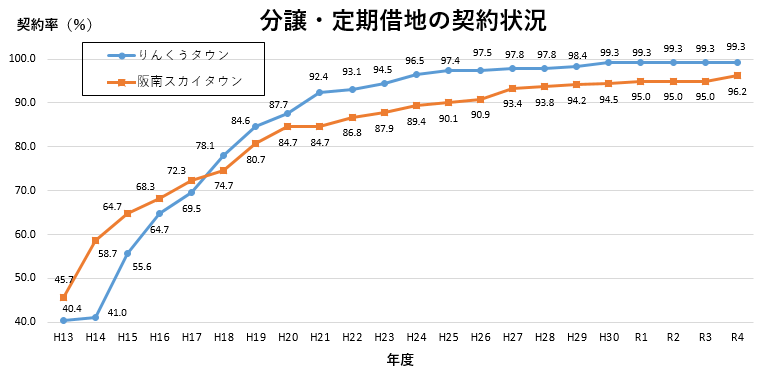 分譲・定期借地の契約状況
契約率（%）
りんくうタウン
阪南スカイタウン
100.0
90.0
80.0
70.0
60.0
50.0
40.0
40.4 41.0 55.6 64.7 69.5 78.1 84.6 87.7 92.4 93.1 94.5 96.5 97.4 97.5 97.8 97.8 98.4 99.3 99.3 99.3 99.3 99.3
45.7 58.7 64.7 68.3 72.3 74.7 80.7 84.7 84.7 86.8 87.9 89.4 90.1 90.9 93.4 93.8 94.2 94.5 95.0 95.0 95.0 96.2
H13 H14 H15 H16 H17 H18 H19 H20 H21 H22 H23 H24 H25 H26 H27 H28 H29 H30 R1 R2 R3 R4
年度